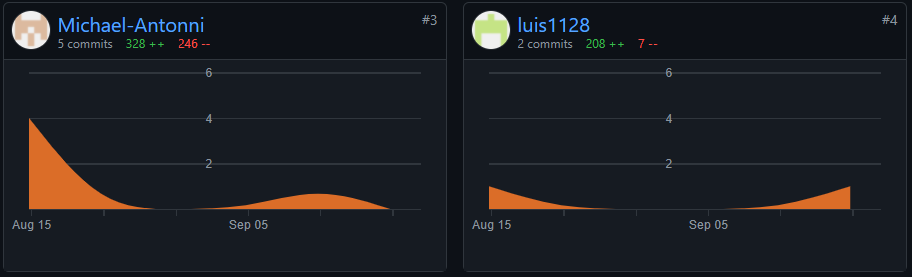 Michael-Antonni
#3
5 commits 328 ++ 246 --
6
4
2
Aug 15 Sep 05
luis1128
#4
2 commits 208 ++ 7 --
6
4
2
Aug 15 Sep 05